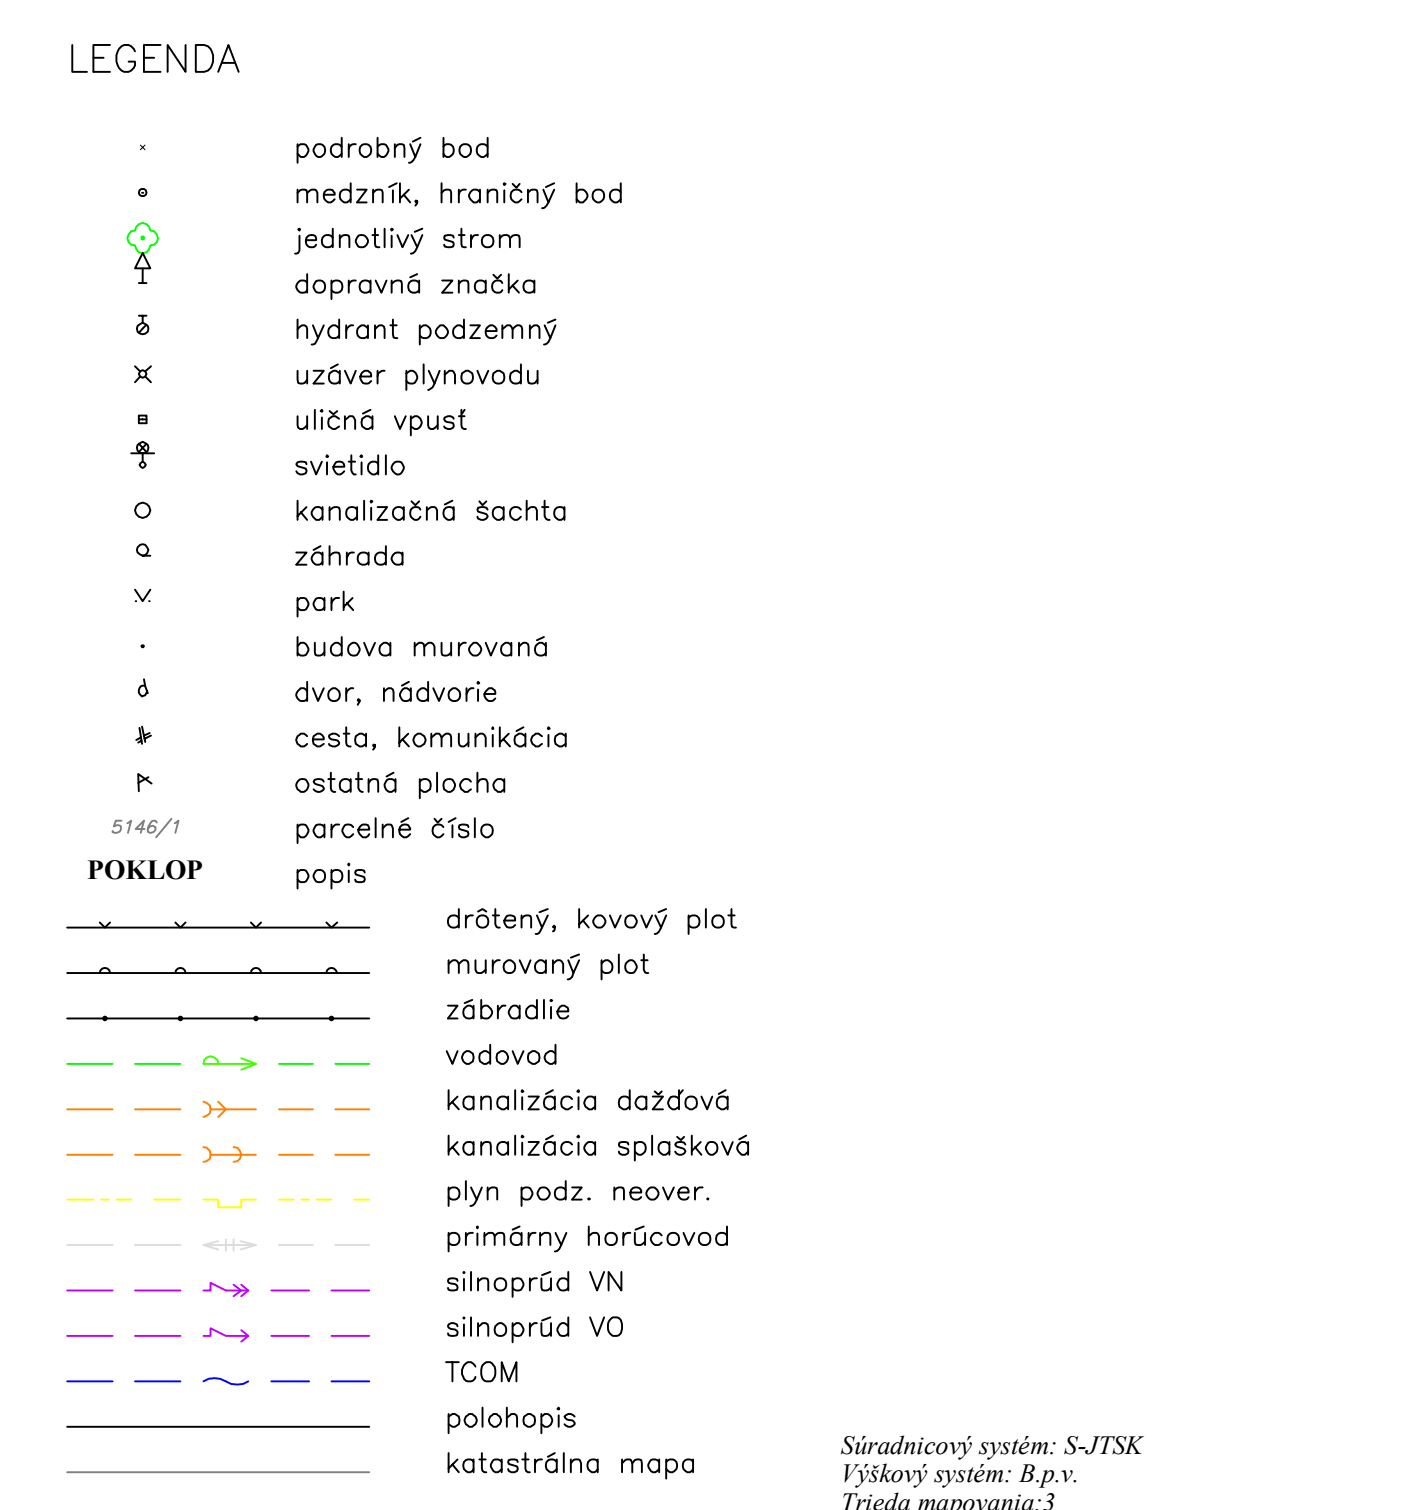 LEGENDA
podrobný bod
medzník, hraničný bod
jednotlivý strom
dopravná značka
hydrant podzemný
uzáver plynovodu
uličná vpusť
svietidlo
kanalizačná šachta
záhrada
park
budova murovaná
dvor, nádvorie
cesta, komunikácia
ostatná plocha
5146/1 parcelné číslo
POKLOP popis
drôtený, kovový plot
murovaný plot
zábradlie
vodovod
kanalizácia dažďová
kanalizácia splašková
plyn podz. neover.
primárny horúcovod
silnoprúd VN
silnoprúd VO
TCOM
polohopis
katastrálna mapa
Súradnicový systém: S-JTSK
Výškový systém: B.p.v.
Trieda mapovania:3